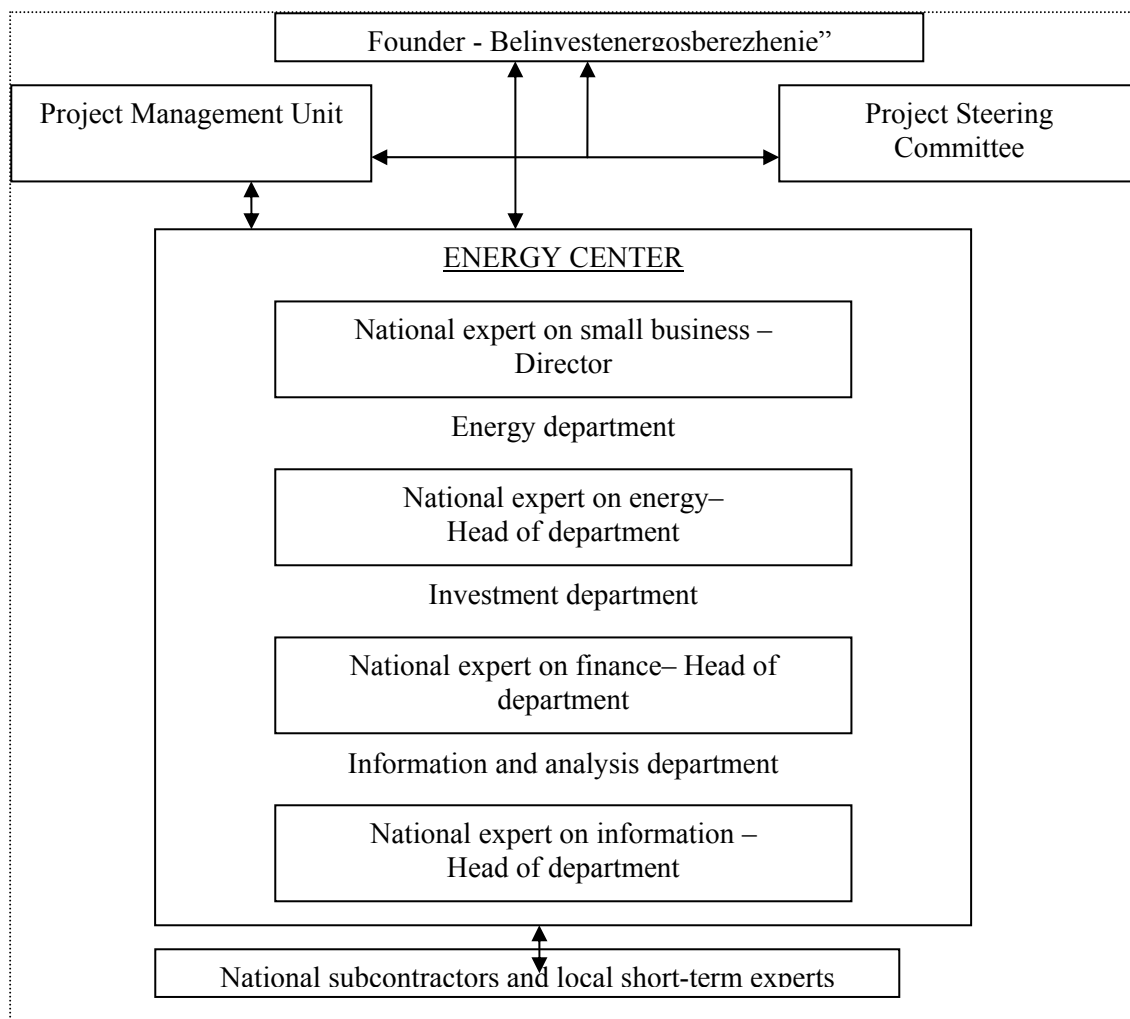 Founder - Belinvestenergosberezhenie”
Project Management Unit
Project Steering
Committee
ENERGY CENTER
National expert on small business –
Director
Energy department
National expert on energy–
Head of department
Investment department
National expert on finance– Head of
department
Information and analysis department
National expert on information –
Head of department
National subcontractors and local short-term experts